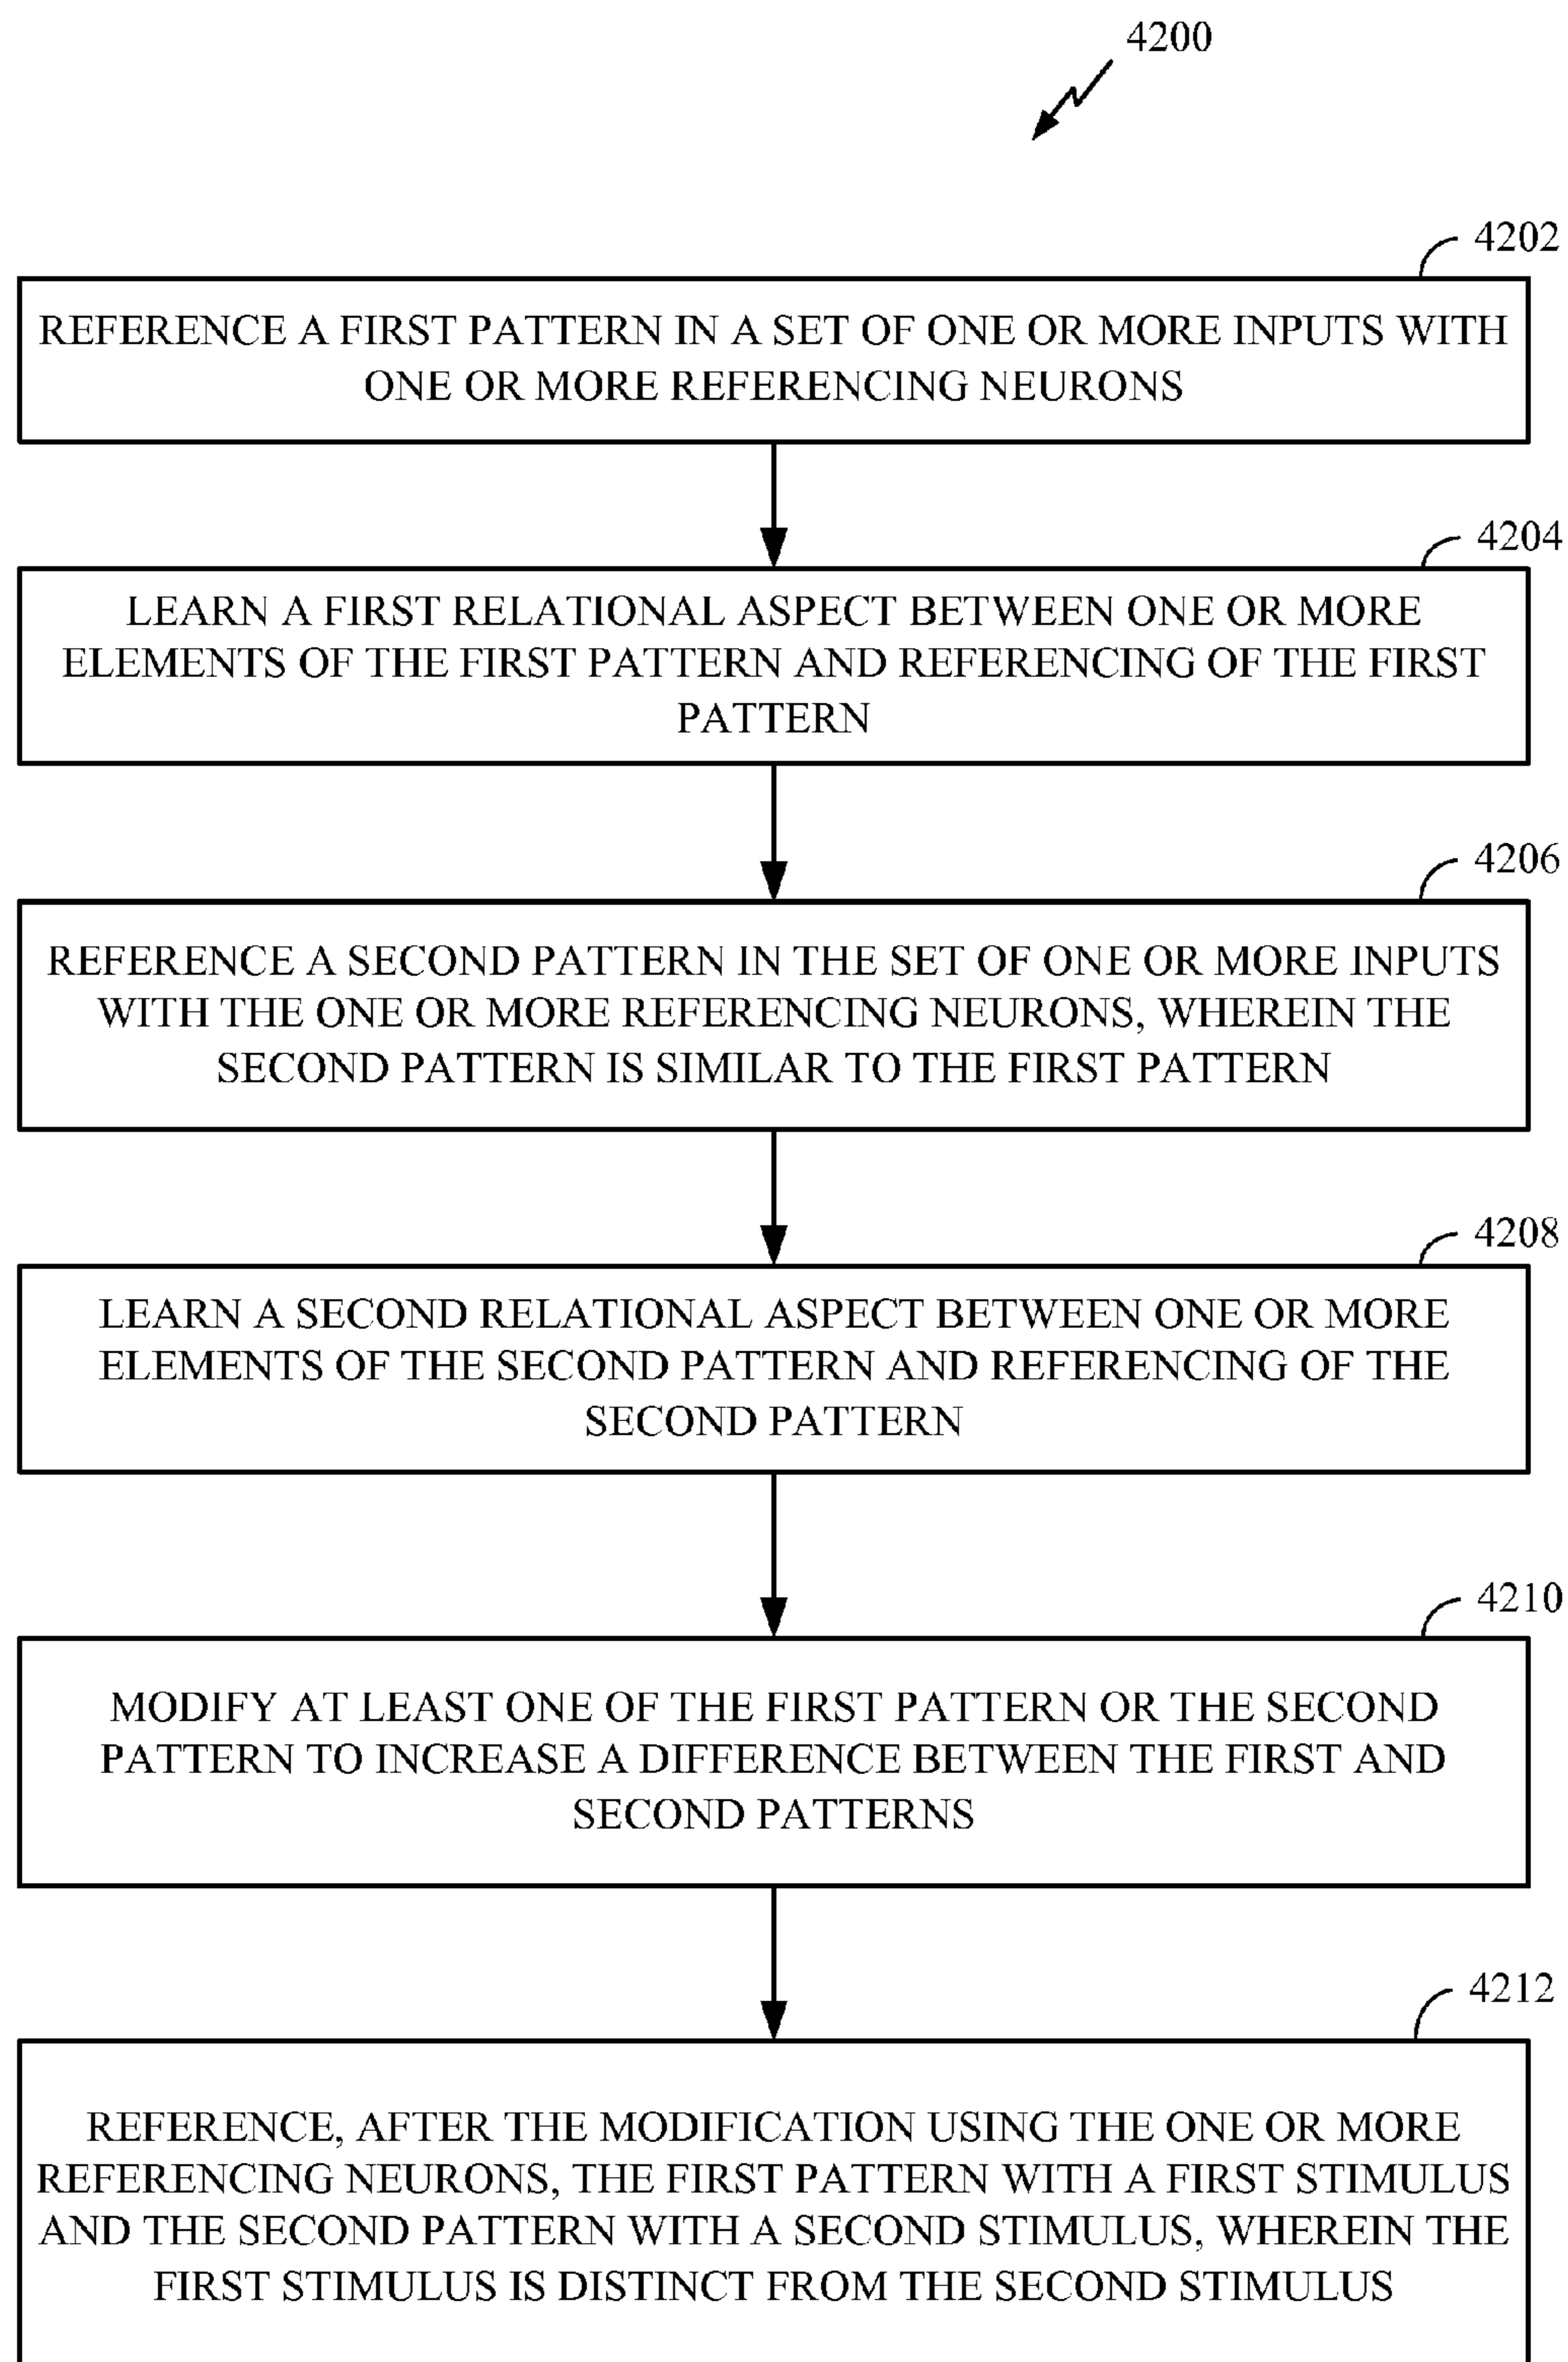 4200
4202
REFERENCE A FIRST PATTERN IN A SET OF ONE OR MORE INPUTS WITH
ONE OR MORE REFERENCING NEURONS
4204
LEARN A FIRST RELATIONAL ASPECT BETWEEN ONE OR MORE
ELEMENTS OF THE FIRST PATTERN AND REFERENCING OF THE FIRST
PATTERN
4206
REFERENCE A SECOND PATTERN IN THE SET OF ONE OR MORE INPUTS
WITH THE ONE OR MORE REFERENCING NEURONS, WHEREIN THE
SECOND PATTERN IS SIMILAR TO THE FIRST PATTERN
4208
LEARN A SECOND RELATIONAL ASPECT BETWEEN ONE OR MORE
ELEMENTS OF THE SECOND PATTERN AND REFERENCING OF THE
SECOND PATTERN
4210
MODIFY AT LEAST ONE OF THE FIRST PATTERN OR THE SECOND
PATTERN TO INCREASE A DIFFERENCE BETWEEN THE FIRST AND
SECOND PATTERNS
4212
REFERENCE, AFTER THE MODIFICATION USING THE ONE OR MORE
REFERENCING NEURONS, THE FIRST PATTERN WITH A FIRST STIMULUS
AND THE SECOND PATTERN WITH A SECOND STIMULUS, WHEREIN THE
FIRST STIMULUS IS DISTINCT FROM THE SECOND STIMULUS